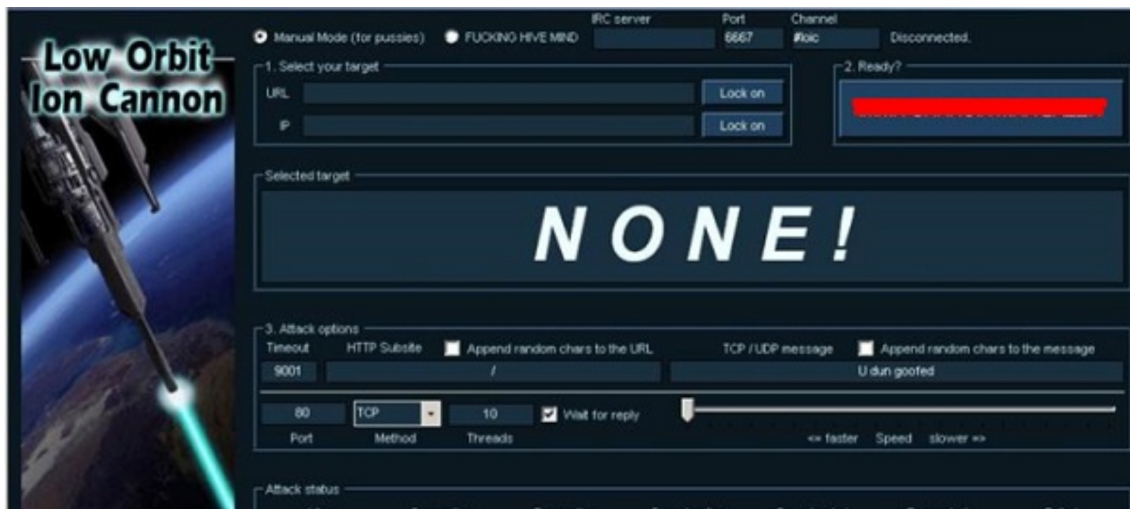 IRC server Port Channel
Manual Mode (for pussies) FUCKING HIVE MIND 6667 #loic Disconnected.
Low Orbit
Ion Cannon
1. Select your target
2. Ready?
URL Lock on
IP Lock on
Selected target
NONE!
3. Attack options
Timeout HTTP Subsite Append random chars to the URL TCP / UDP message Append random chars to the message
9001 / U dun goofed
80 TCP 10 Wait for reply
Port Method Threads <= faster Speed slower =>
Attack status